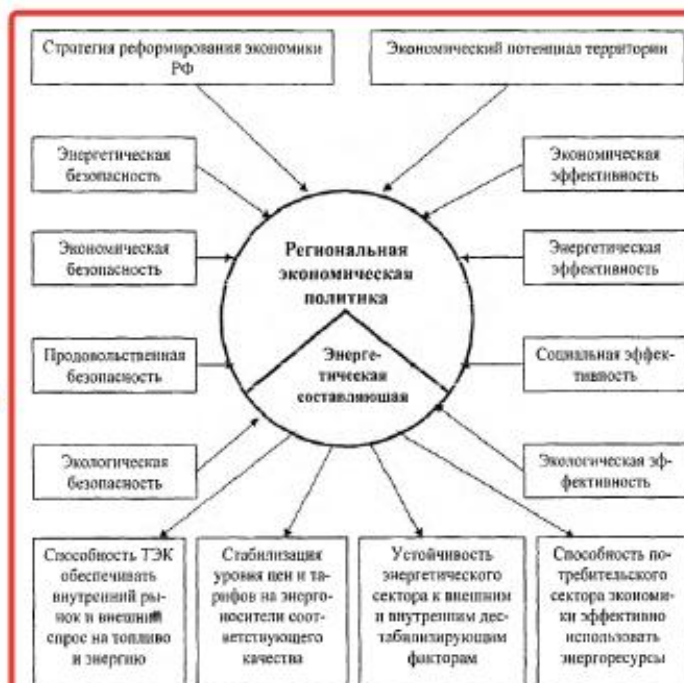 Стратегия реформирования экономики
РФ
Экономический потенциал территории
Энергетическая
безопасность
Экономическая
эффективность
Региональная
экономическая
политика
Экономическая
безопасность
Энергетическая
эффективность
Продовольственная
безопасность
Энерге-
тическая
составляющая
Социальная эффек-
тивность
Экологическая
безопасность
Экологическая эф-
фективность
Способность ТЭК
обеспечивать
внутренний ры-
нок и внешний
спрос на топливо
и энергию
Стабилизация
уровня цен и та-
рифов на энерго-
носители соот-
ветствующего
качества
Устойчивость
энергетического
сектора к внешним
и внутренним дес-
табилизирующим
факторам
Способность по-
требительского
сектора экономи-
ки эффективно
использовать
энергоресурсы